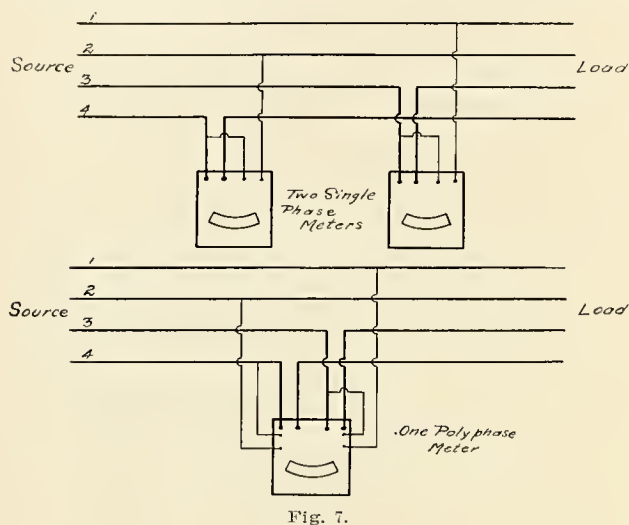 1
2
Source
Load
3
4
Two Single
Phase
Meters
1
2
Source
Load
3
4
.One Polyphase
Meter
Fig. 7.